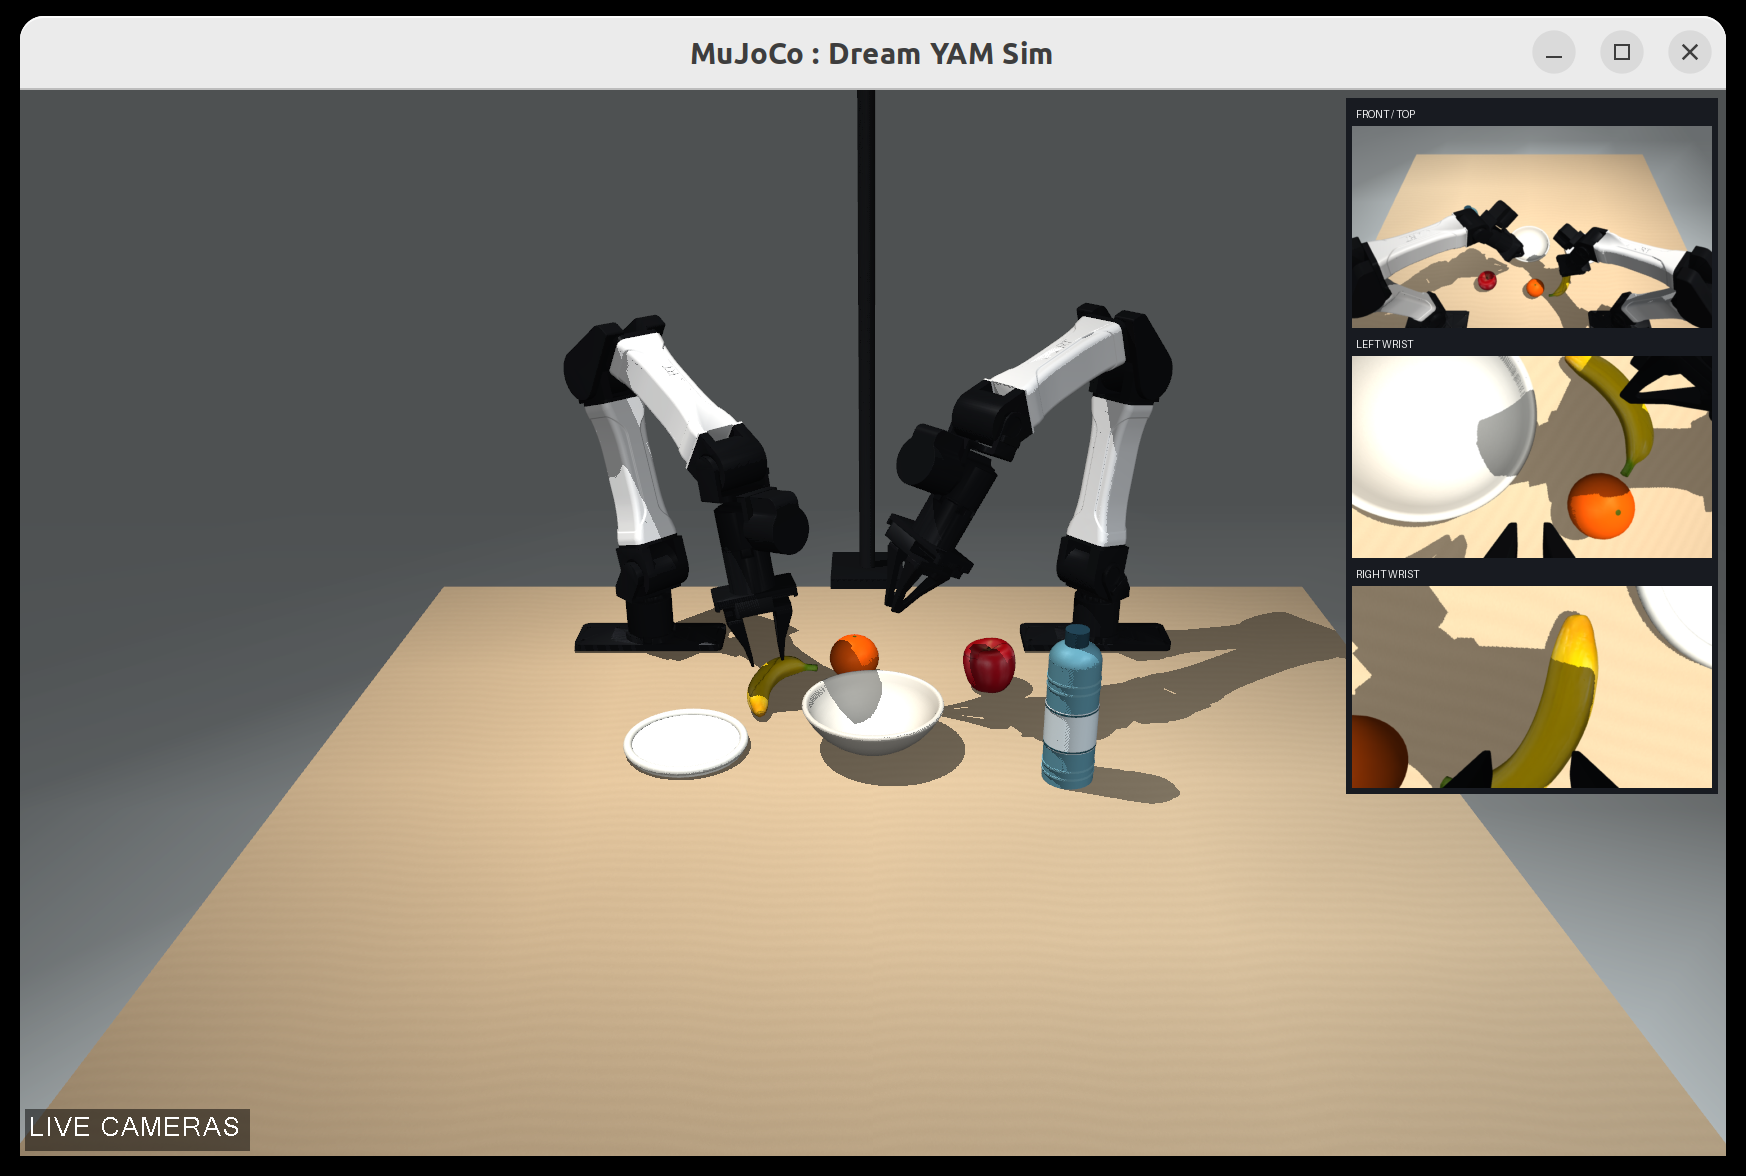 MuJoCo : Dream YAM Sim
FRONT / TOP
LEFT WRIST
RIGHT WRIST
LIVE CAMERAS